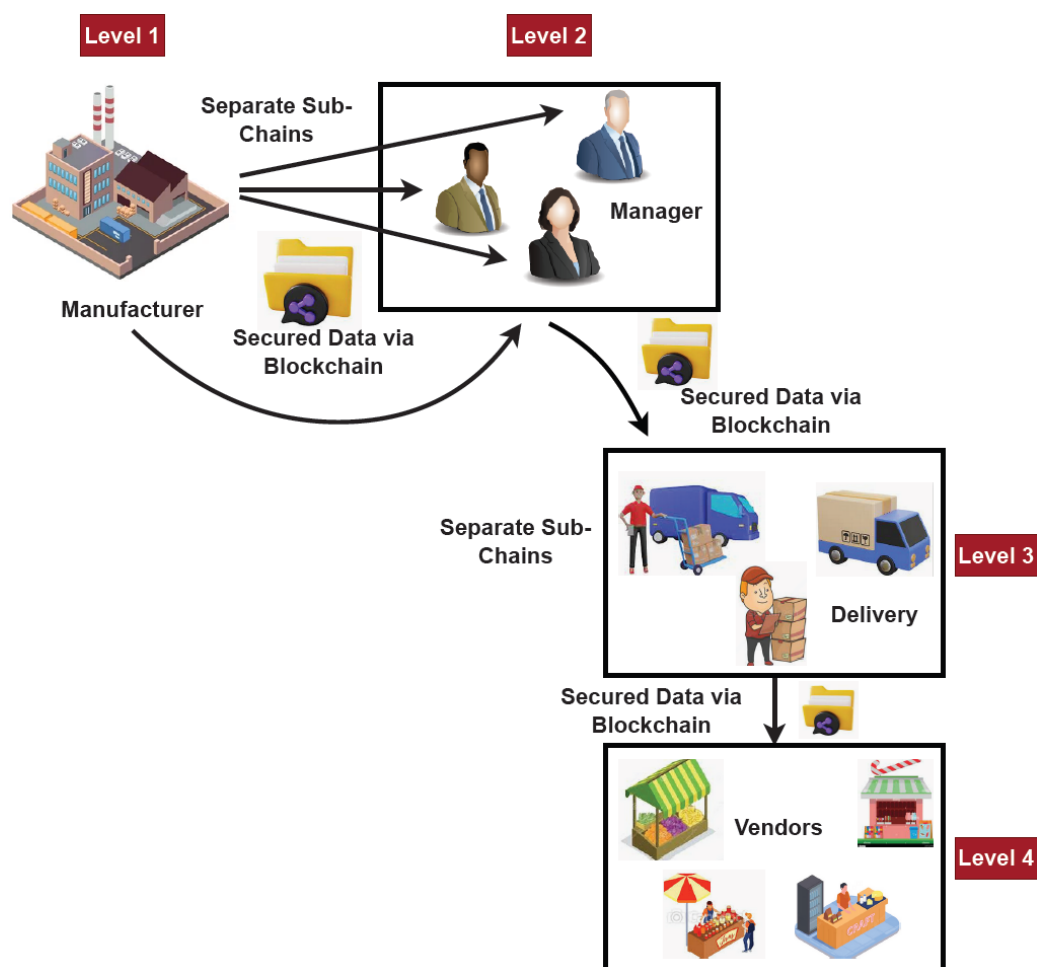 Level 1
Level 2
Separate Sub-
Chains
Manager
Manufacturer
Secured Data via
Blockchain
Secured Data via
Blockchain
Separate Sub-
Chains
Level 3
Delivery
Secured Data via
Blockchain
Vendors
Level 4
CRAFT